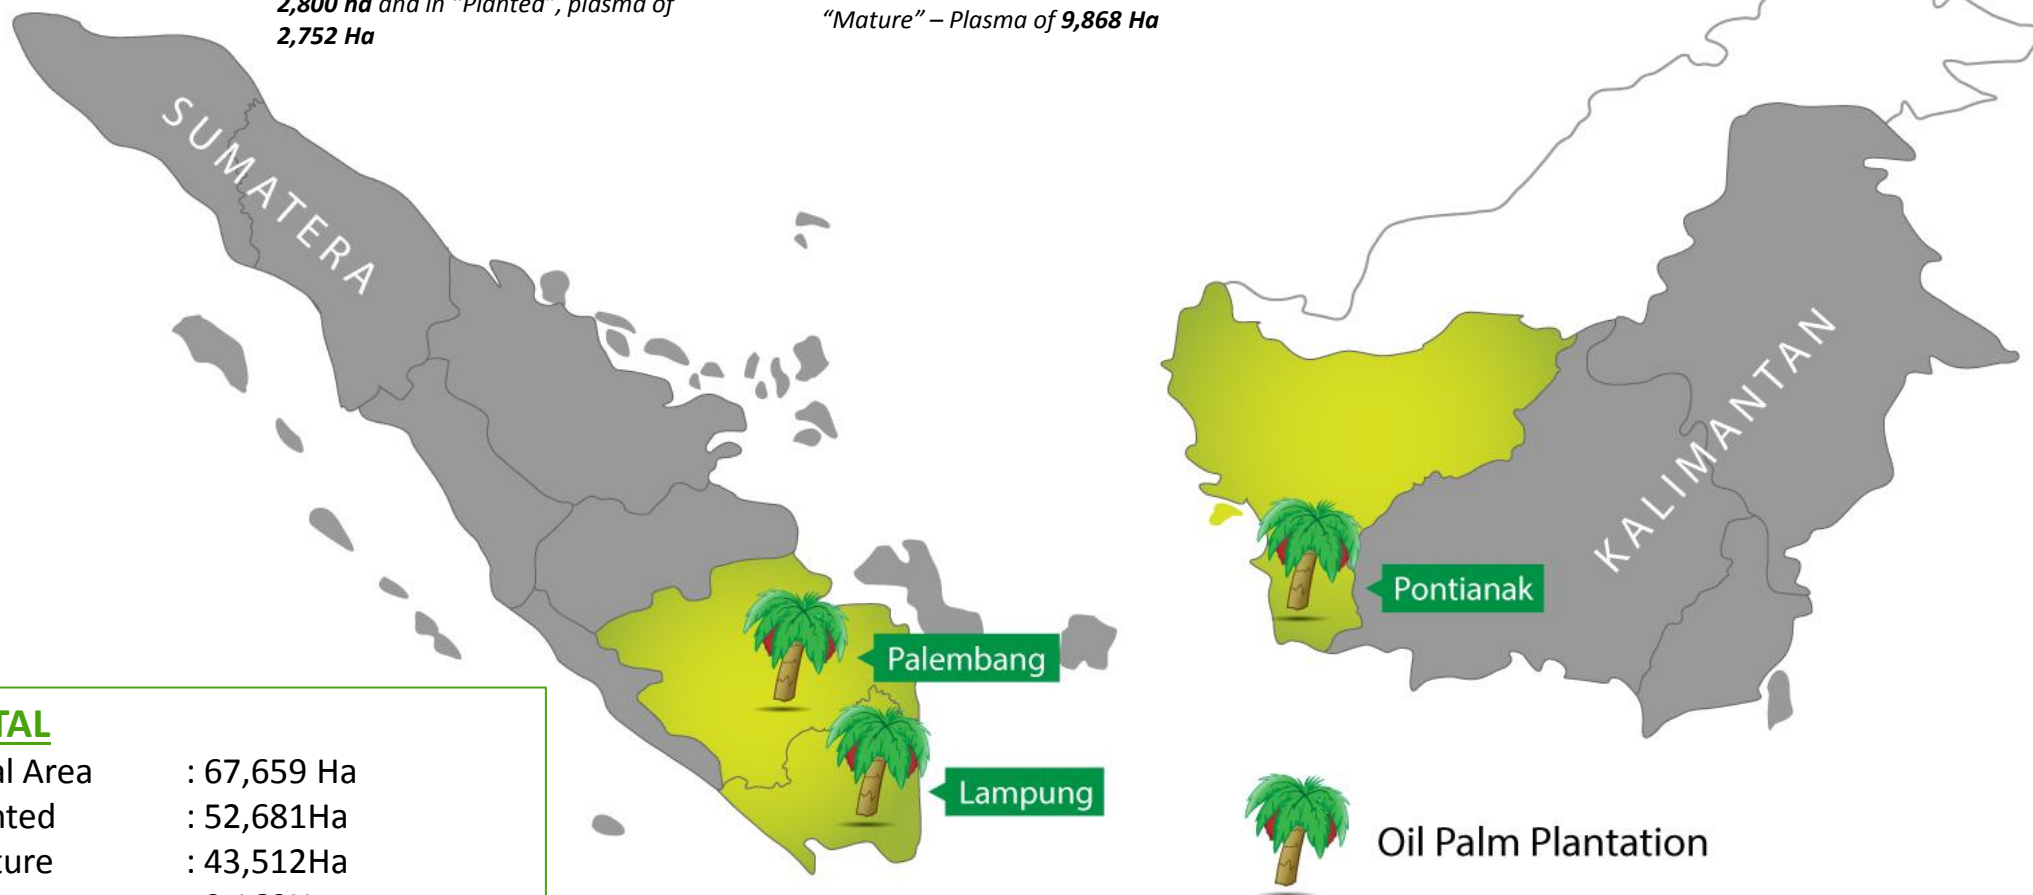 2,800 ha and in "Planted", plasma of
2,752 Ha
"Mature" – Plasma of 9,868 Ha
SUMATERA
KALIMANTAN
Pontianak
Palembang
Lampung
Oil Palm Plantation
TAL
al Area : 67,659 Ha
nted : 52,681Ha
ture : 43,512Ha